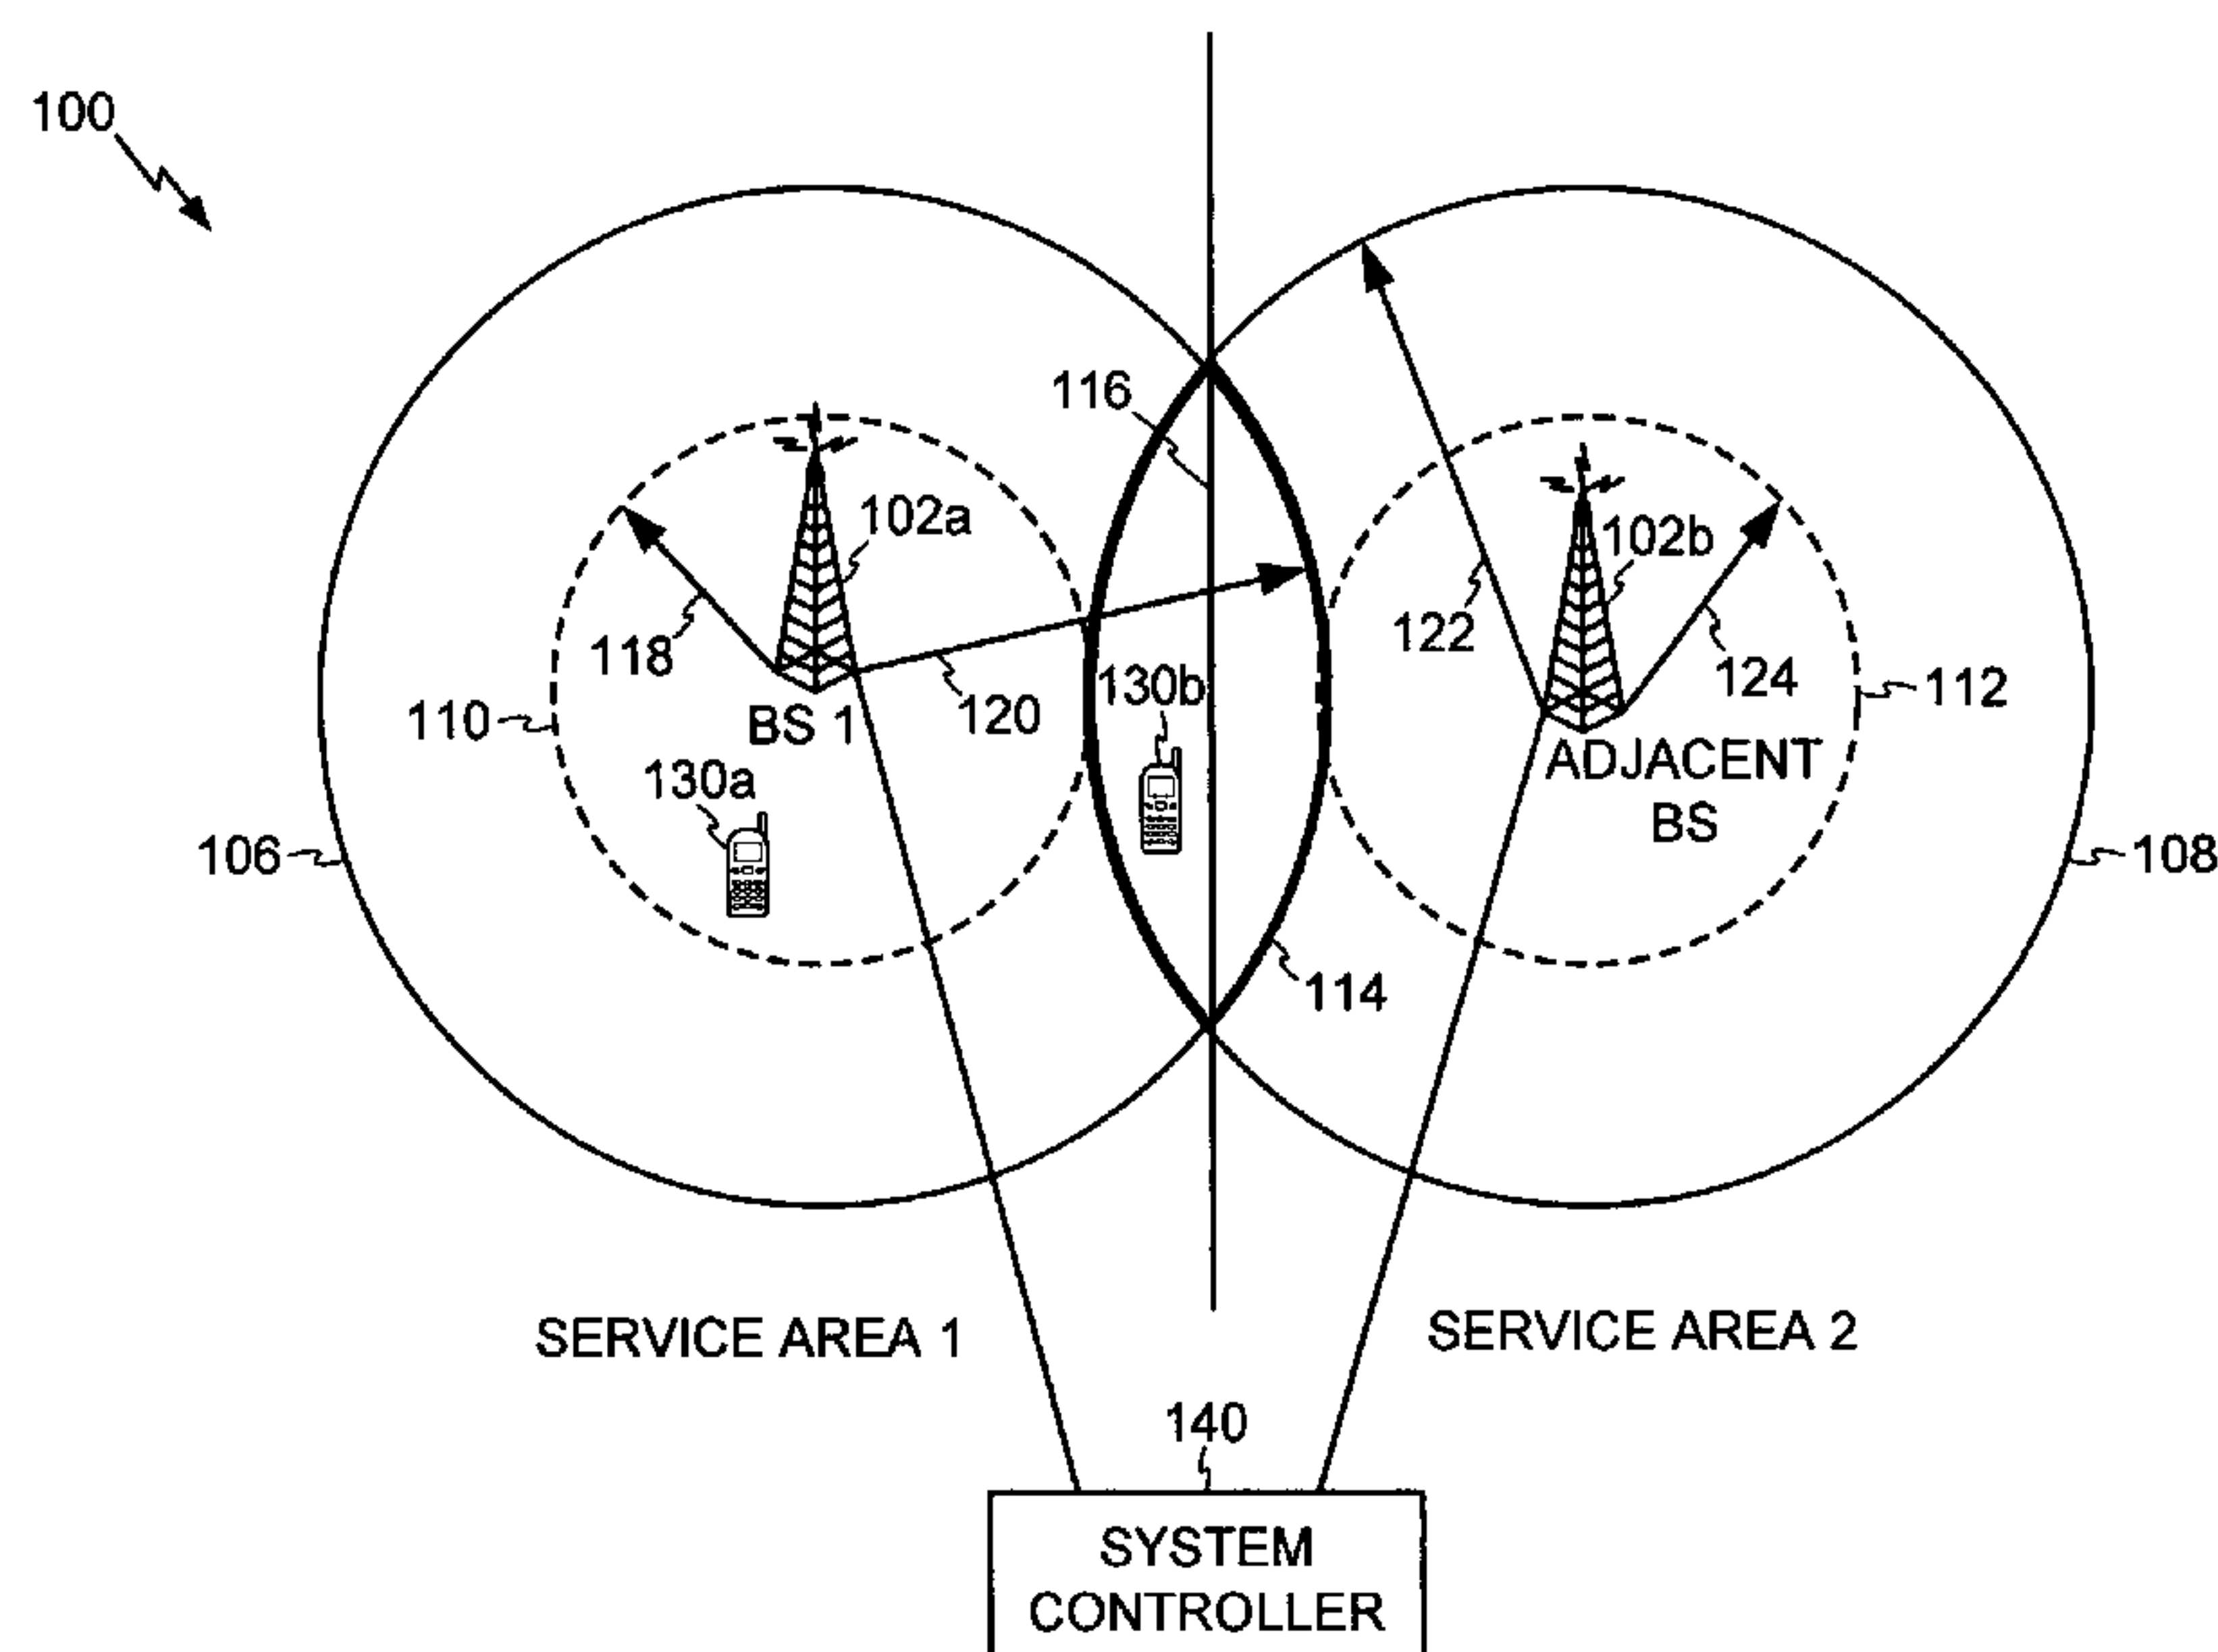 100
116
102a
102b
118
122
124
130b
120
112
110
BS 1
ADJACENT
BS
130a
106
108
114
SERVICE AREA 1
SERVICE AREA 2
140
SYSTEM
CONTROLLER